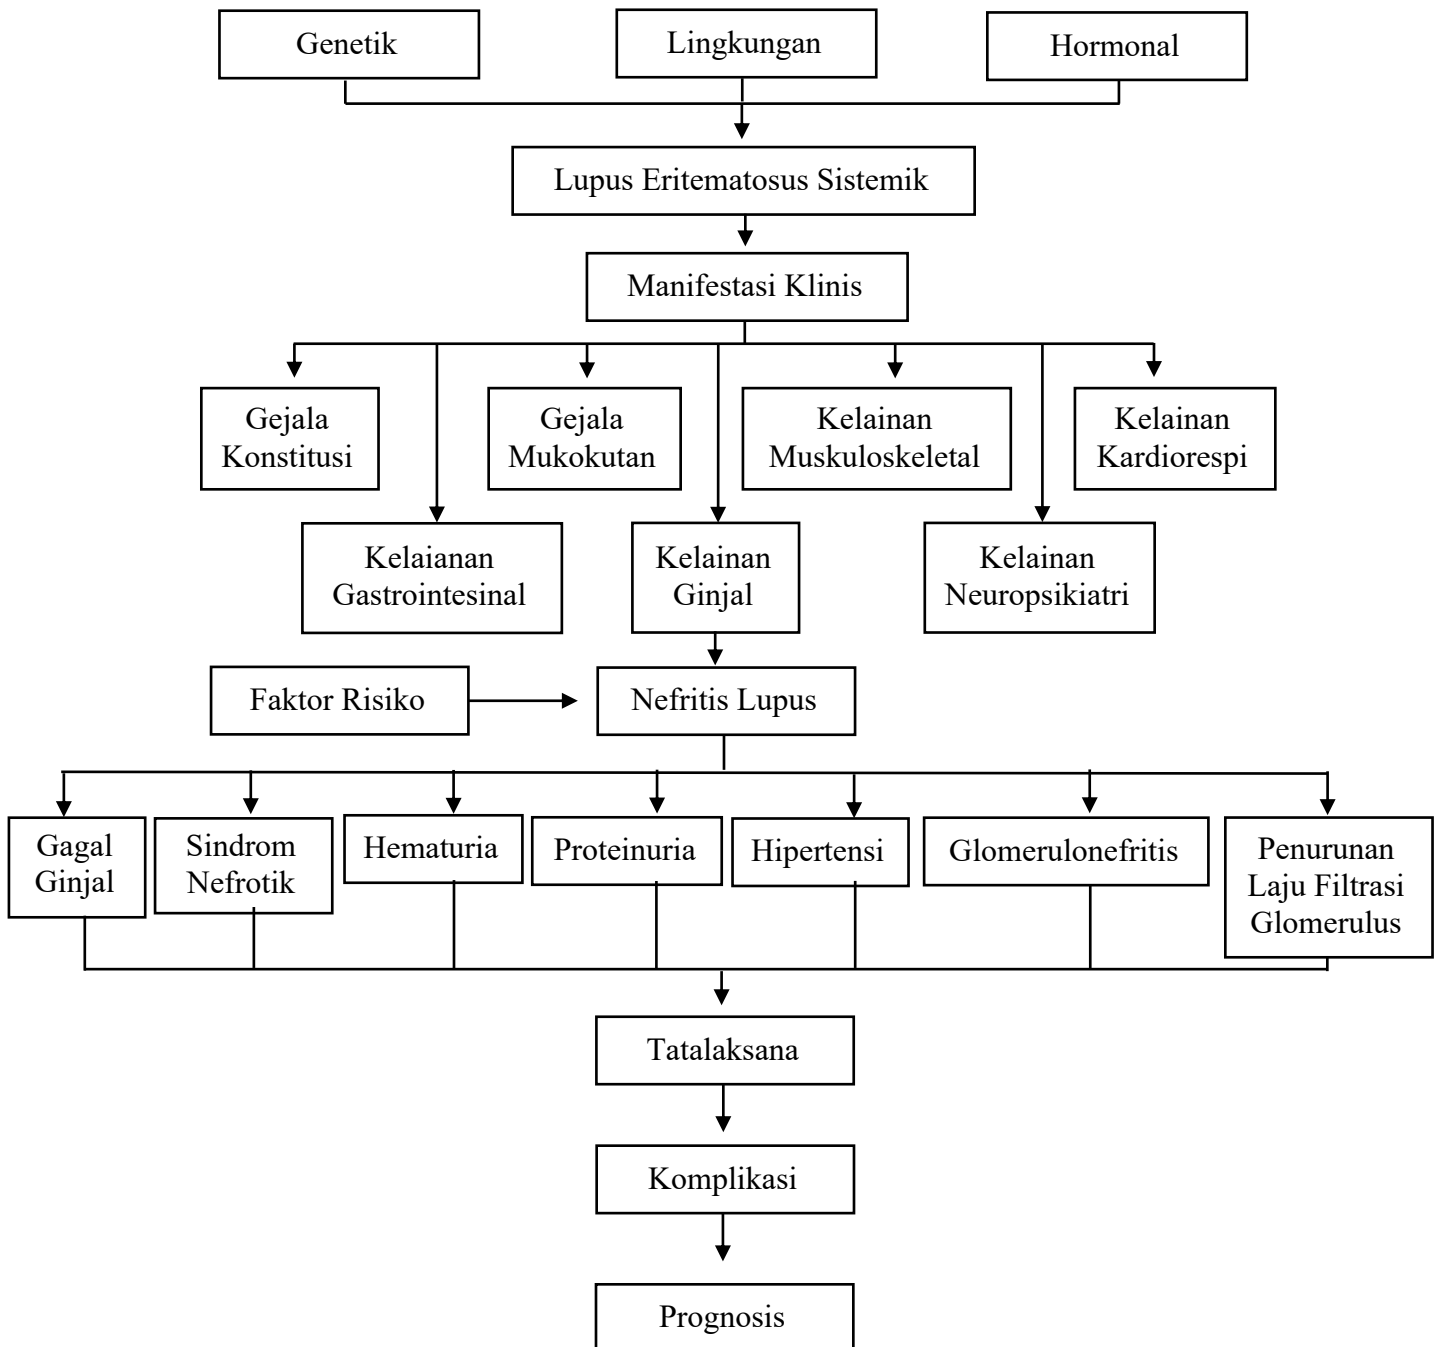 Genetik
Lingkungan
Hormonal
Lupus Eritematosus Sistemik
Manifestasi Klinis
Gejala
Konstitusi
Gejala
Mukokutan
Kelainan
Muskuloskeletal
Kelainan
Kardiorespi
Kelaianan
Gastrointesinal
Kelainan
Ginjal
Kelainan
Neuropsikiatri
Faktor Risiko
Nefritis Lupus
Gagal
Ginjal
Sindrom
Nefrotik
Hematuria
Proteinuria
Hipertensi
Glomerulonefritis
Penurunan
Laju Filtrasi
Glomerulus
Tatalaksana
Komplikasi
Prognosis